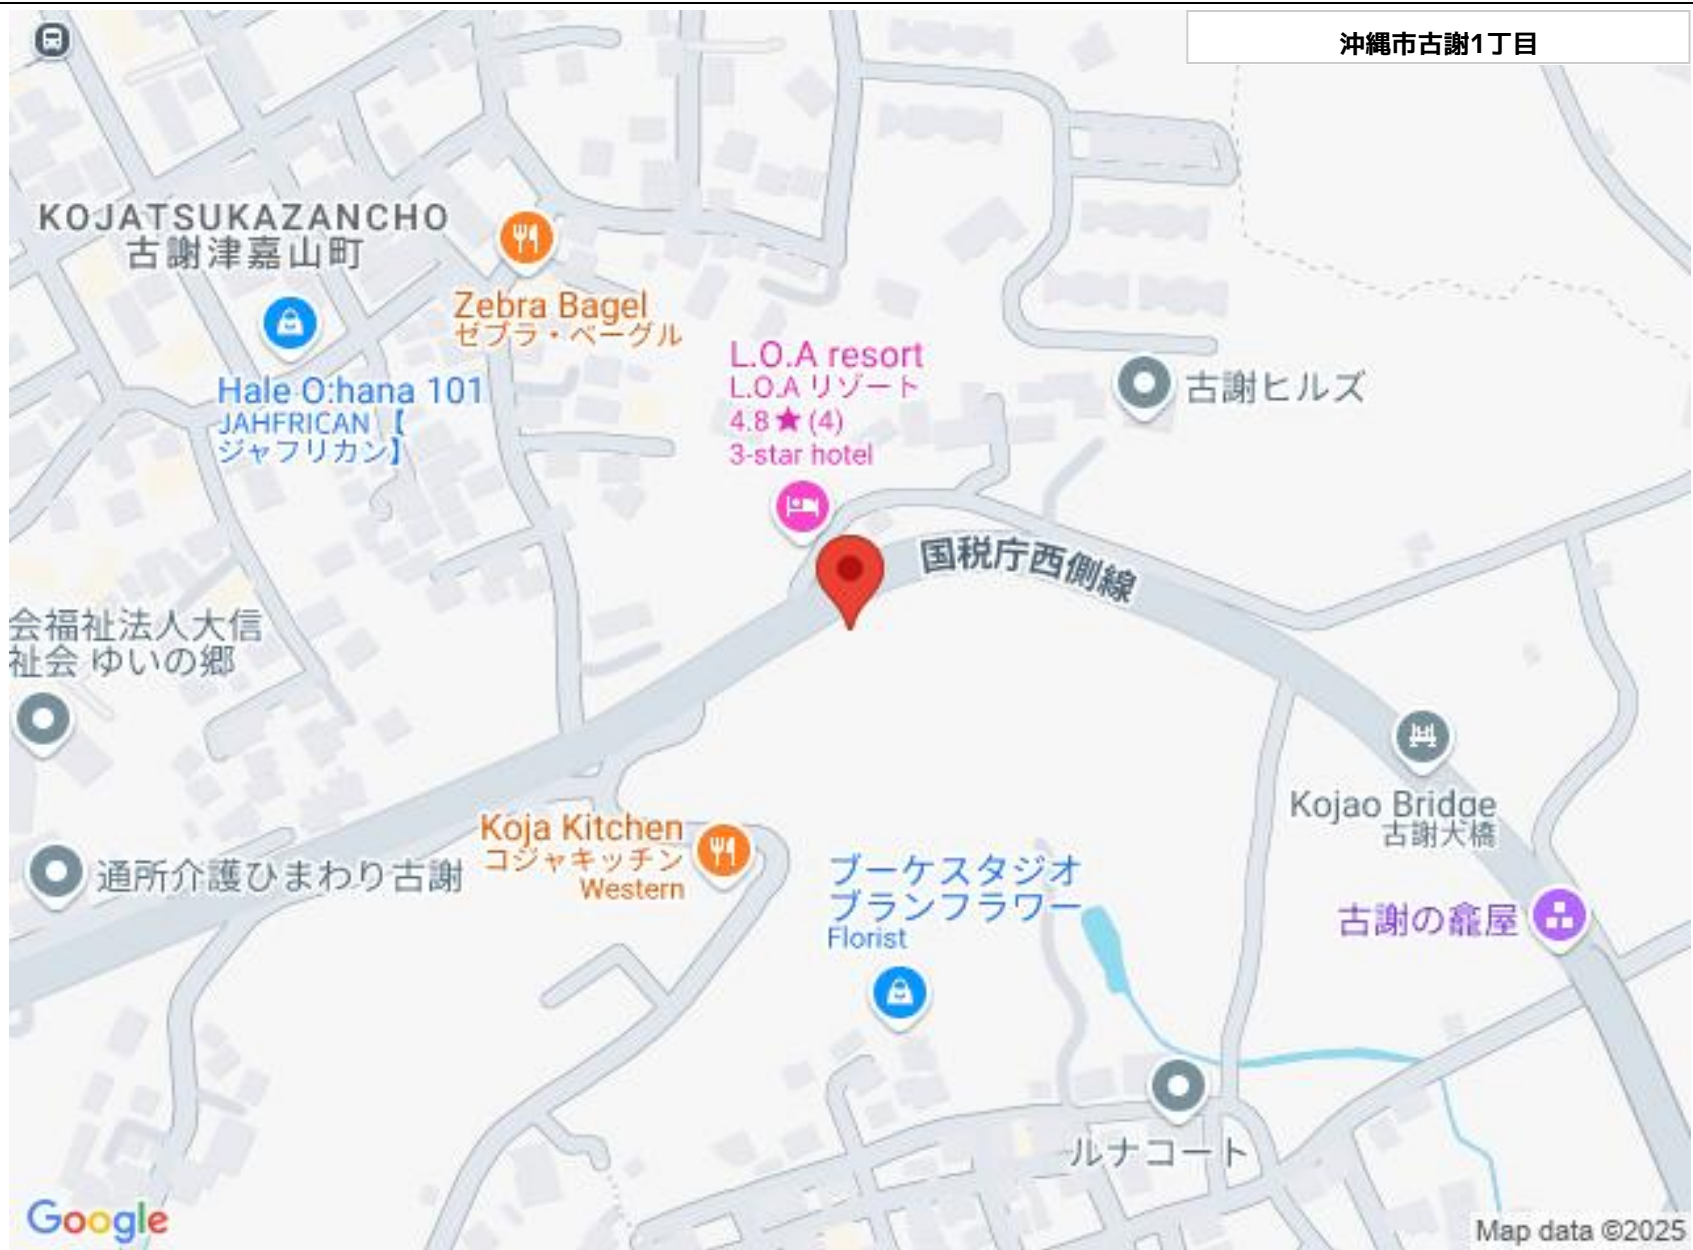 沖縄市古謝1丁目
KOJATSUKAZANCHO
古謝津嘉山町
Zebra Bagel
ゼブラ・ベーグル
Hale O:hana 101
JAHFRICAN【
ジャフリカン】
L.O.A resort
L.O.A リゾート
4.8★(4)
3-star hotel
古謝ヒルズ
国税庁西側線
会福祉法人大信
祉会 ゆいの郷
Kojao Bridge
古謝大橋
Koja Kitchen
コジャキッチン
Western
通所介護ひまわり古謝
ブーケスタジオ
ブランフラワー
Florist
古謝の龕屋
ルナコート
Google
Map data ©2025